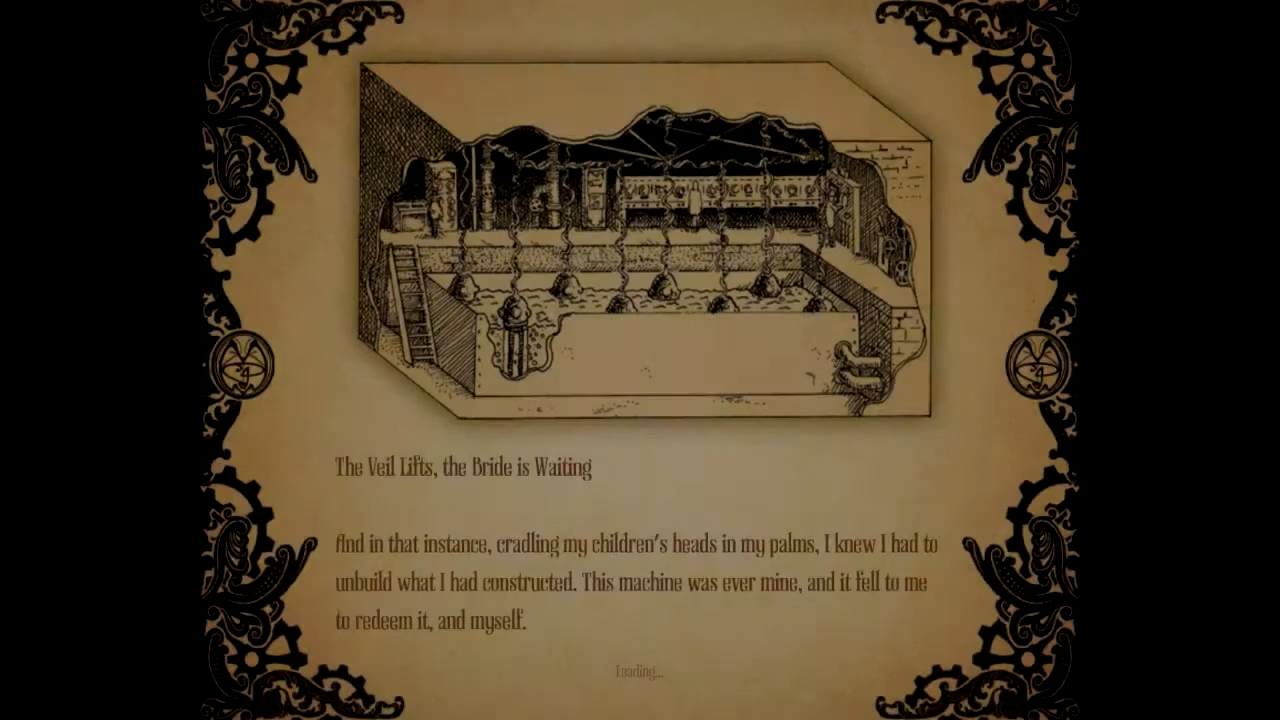 The Veil Lifts, the Bride is Waiting
And in that instance, cradling my children's heads in my palms, I knew I had to
unbuild what I had constructed. This machine was ever mine, and it fell to me
to redeem it, and myself.
Loading...